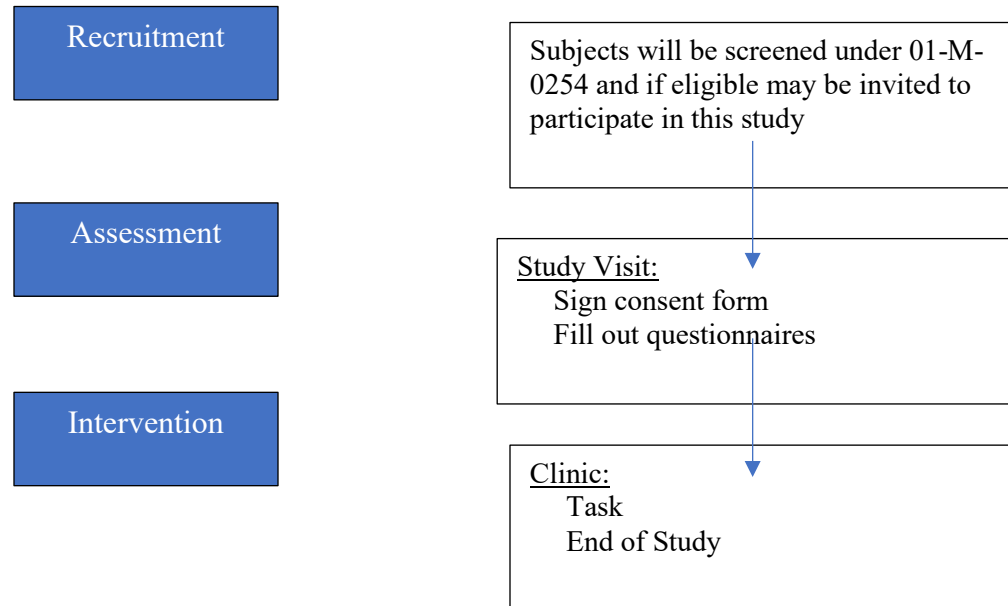 Recruitment
Subjects will be screened under 01-M-
0254 and if eligible may be invited to
participate in this study
Assessment
Study Visit:
Sign consent form
Fill out questionnaires
Intervention
Clinic:
Task
End of Study